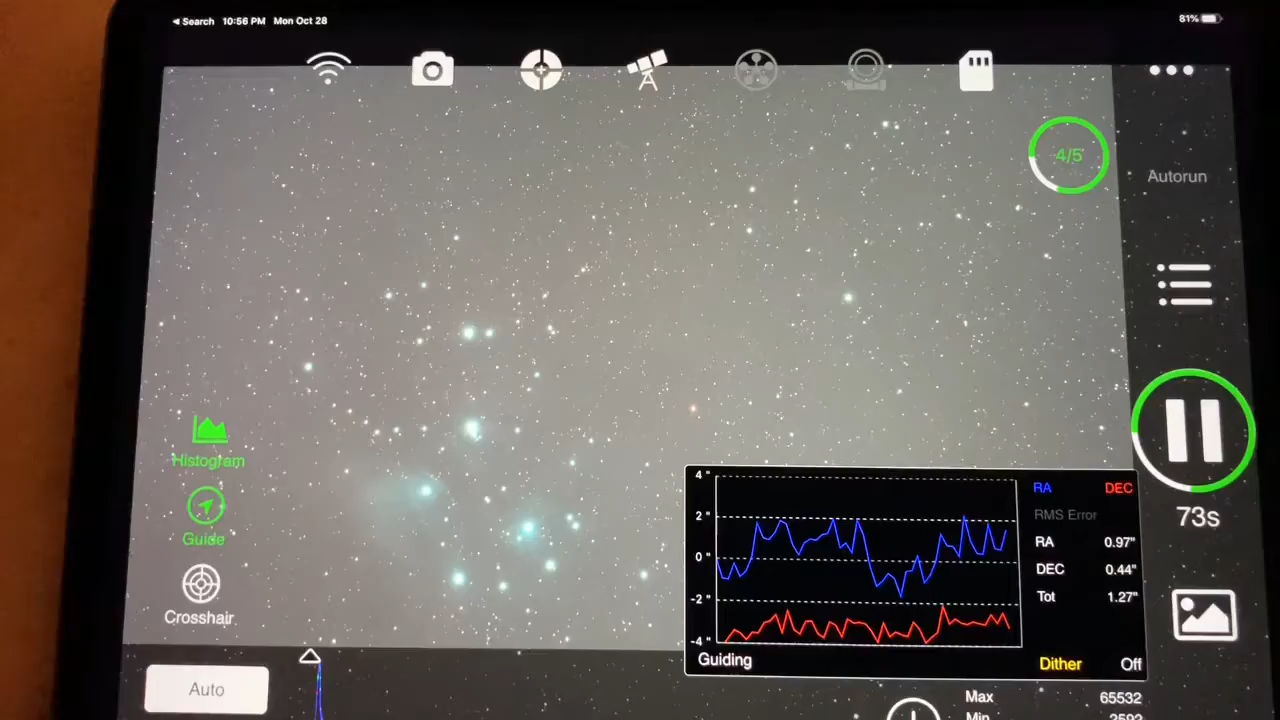 Search 10:56 PM Mon Oct 28
81%
4/5
Autorun
Histogram
Guide
Crosshair
73s
4 "
2 "
0 "
-2 "
-4 "
RA DEC
RMS Error
RA 0.97"
DEC 0.44"
Tot 1.27"
Guiding
Dither Off
Auto
Max 65532